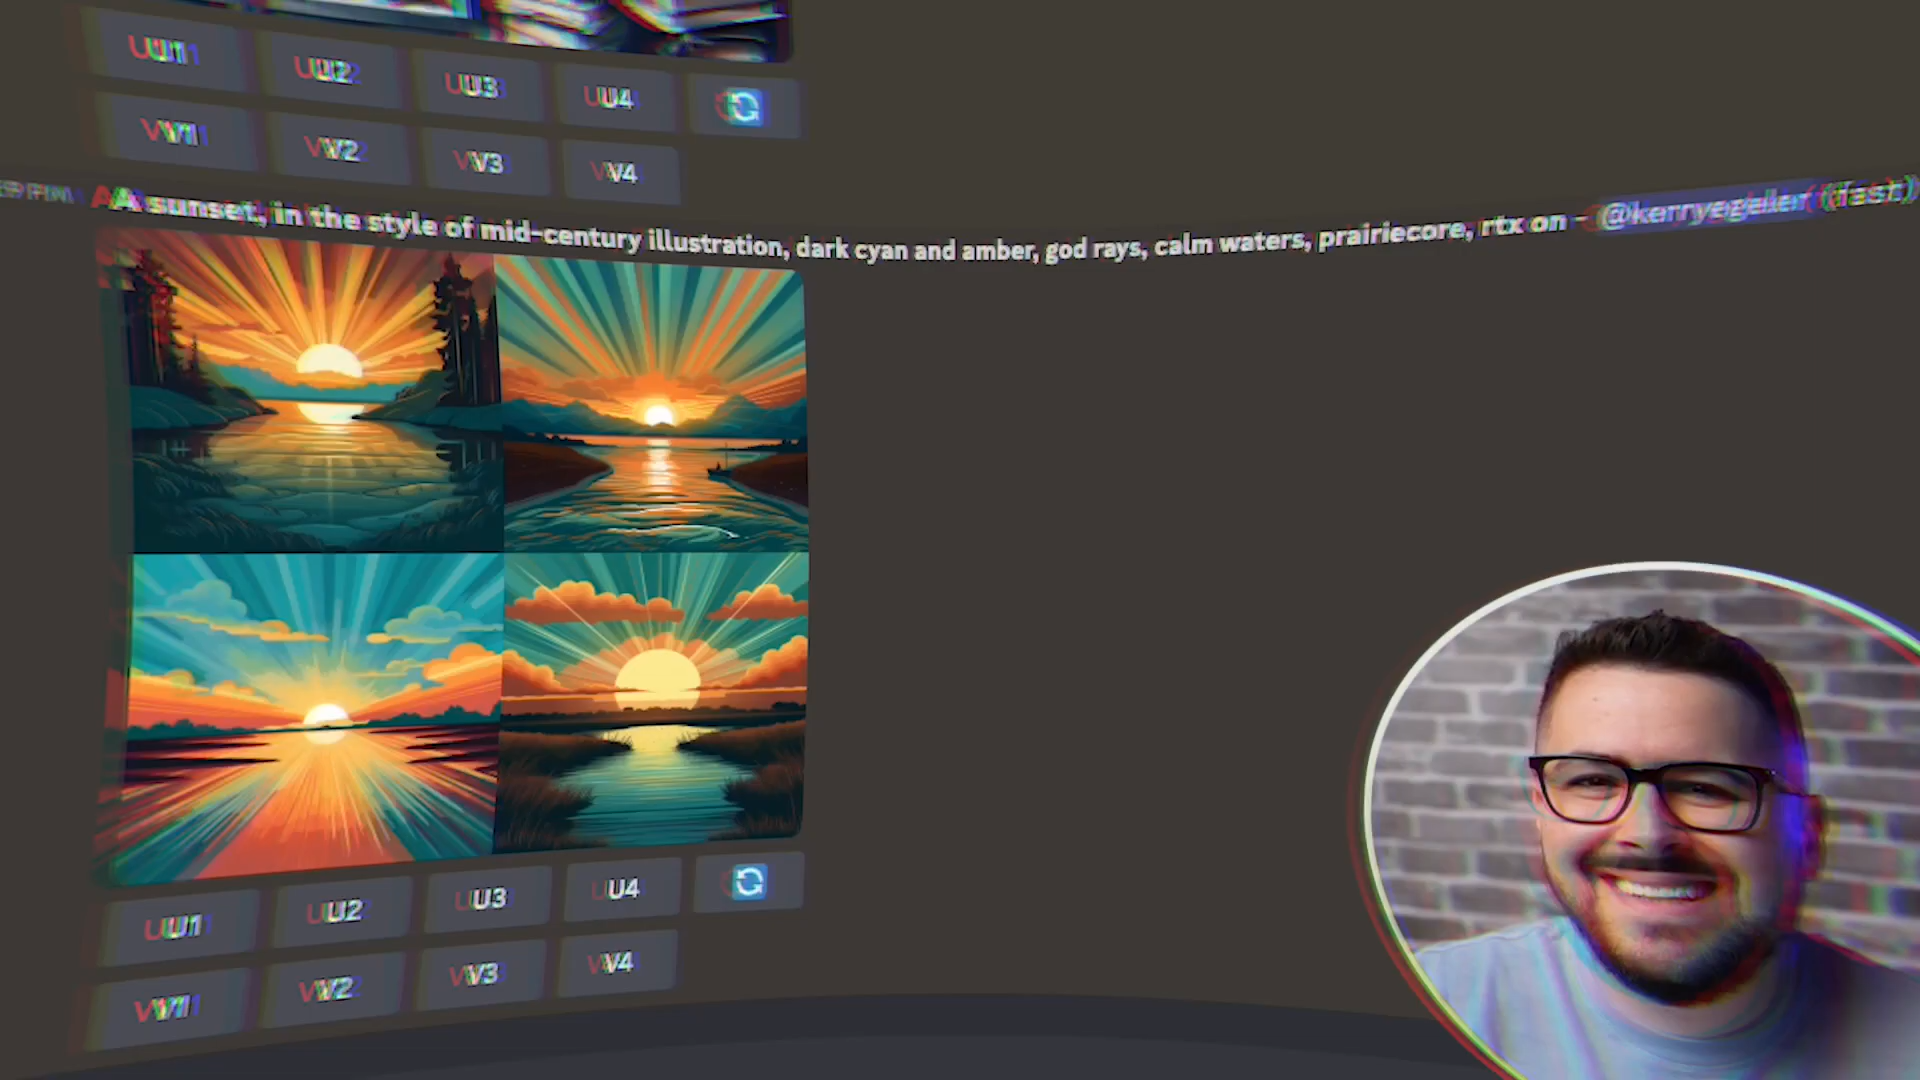 U1 U2 U3 U4
V1 V2 V3 V4
A sunset, in the style of mid-century illustration, dark cyan and amber, god rays, calm waters, prairiecore, rtx on - @kerryegeler (fast)
U1 U2 U3 U4
V1 V2 V3 V4